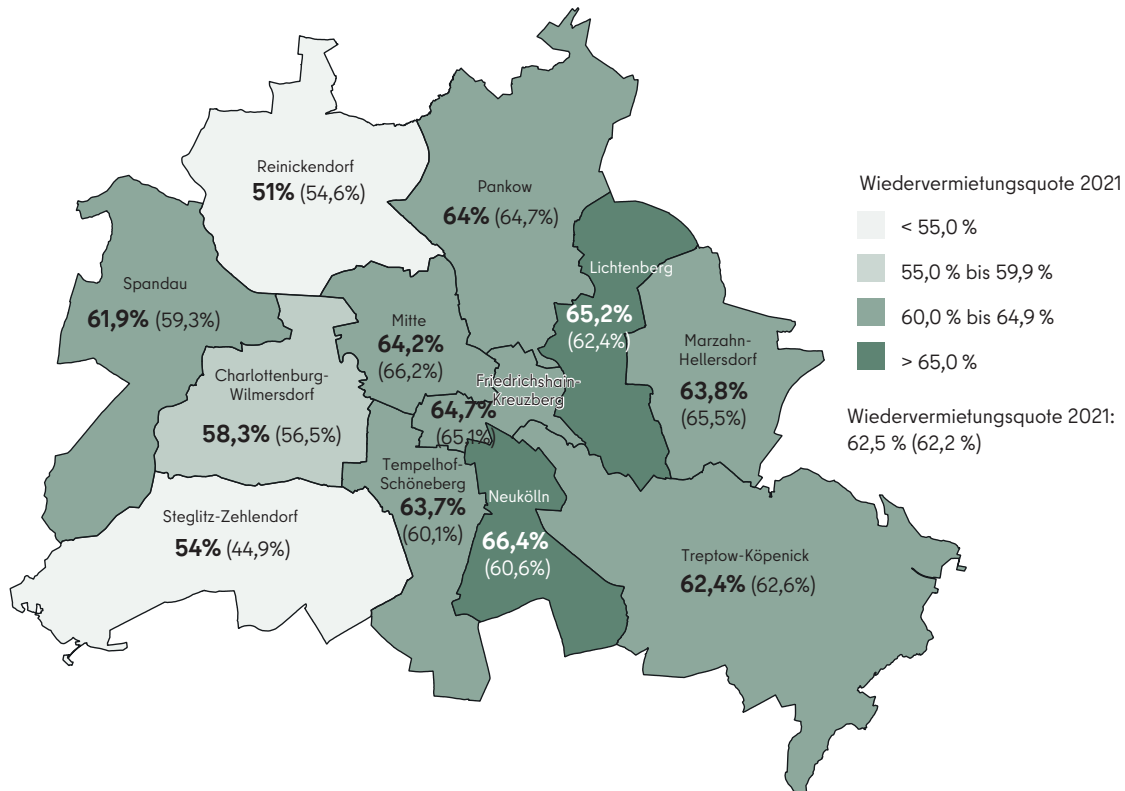 Reinickendorf
51% (54,6%)
Pankow
64% (64,7%)
Lichtenberg
65,2%
(62,4%)
Spandau
61,9% (59,3%)
Mitte
64,2%
(66,2%)
Marzahn-
Hellersdorf
63,8%
(65,5%)
Charlottenburg-
Wilmersdorf
58,3% (56,5%)
Friedrichshain-
Kreuzberg
64,7%
(65,1%)
Tempelhof-
Schöneberg
63,7%
(60,1%)
Neukölln
66,4%
(60,6%)
Steglitz-Zehlendorf
54% (44,9%)
Treptow-Köpenick
62,4% (62,6%)
Wiedervermietungsquote 2021
< 55,0 %
55,0 % bis 59,9 %
60,0 % bis 64,9 %
> 65,0 %
Wiedervermietungsquote 2021:
62,5 % (62,2 %)